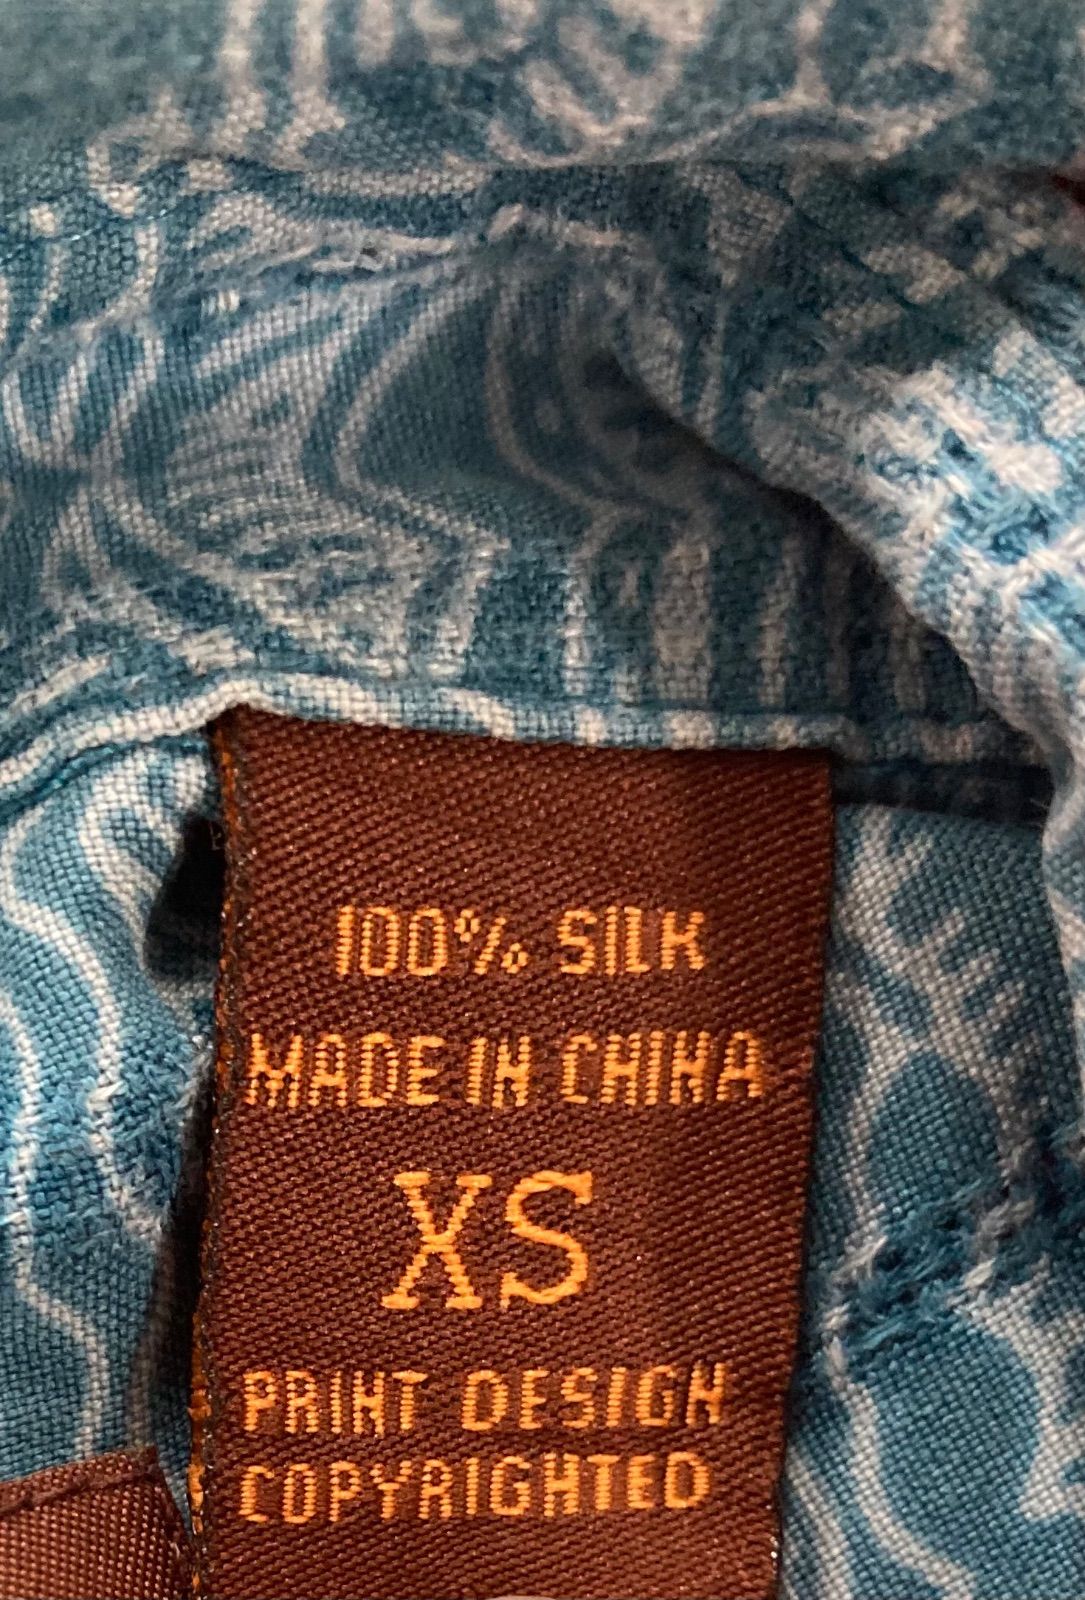 100% SILK
MADE IN CHINA
XS
PRINT DESIGN
COPYRIGHTED